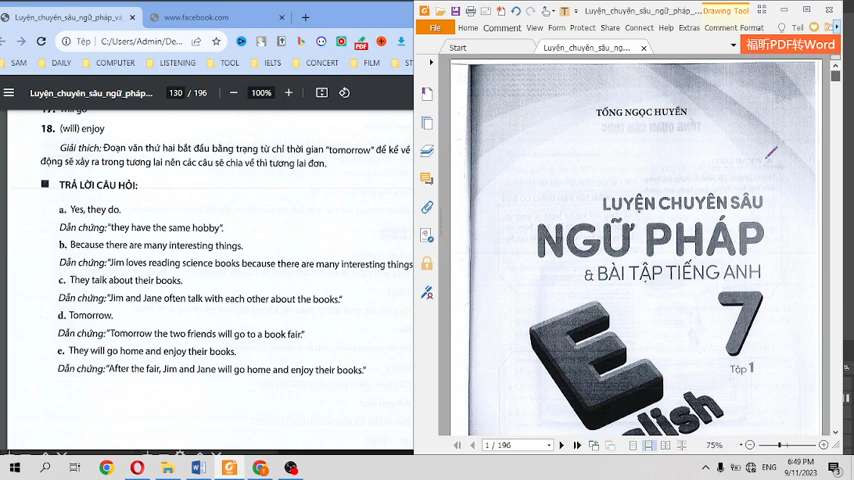 Luyện_chuyên_sâu_ngữ_pháp_và
www.facebook.com
Tệp
C:/Users/Admin/De...
SAM
DAILY
COMPUTER
ENGLISH
LISTENING
TOOL
IELTS
CONCERT
FILM
ST
Luyện_chuyên_sâu_ngữ_pháp...
130 / 196
100%
18. (will) enjoy
Giải thích: Đoạn văn thứ hai bắt đầu bằng trạng từ chỉ thời gian "tomorrow" để kể về
động sẽ xảy ra trong tương lai nên các câu sẽ chia về thì tương lai đơn.
TRẢ LỜI CÂU HỎI:
a. Yes, they do.
Dẫn chứng: "they have the same hobby".
b. Because there are many interesting things.
Dẫn chứng: "Jim loves reading science books because there are many interesting things
c. They talk about their books.
Dẫn chứng: "Jim and Jane often talk with each other about the books."
d. Tomorrow.
Dẫn chứng: "Tomorrow the two friends will go to a book fair."
e. They will go home and enjoy their books.
Dẫn chứng: "After the fair, Jim and Jane will go home and enjoy their books."
Luyện_chuyên_sâu_ngữ_pháp_
Drawing Tool
File
Home
Comment
View
Form
Protect
Share
Connect
Help
Extras
Comment Format
Tell
Find
福昕PDF转Word
Start
Luyện_chuyên_sâu_ng...
TỐNG NGỌC HUYỀN
LUYỆN CHUYÊN SÂU
NGỮ PHÁP
& BÀI TẬP TIẾNG ANH
7
Tập 1
English
1 / 196
75%
ENG
6:49 PM
9/11/2023